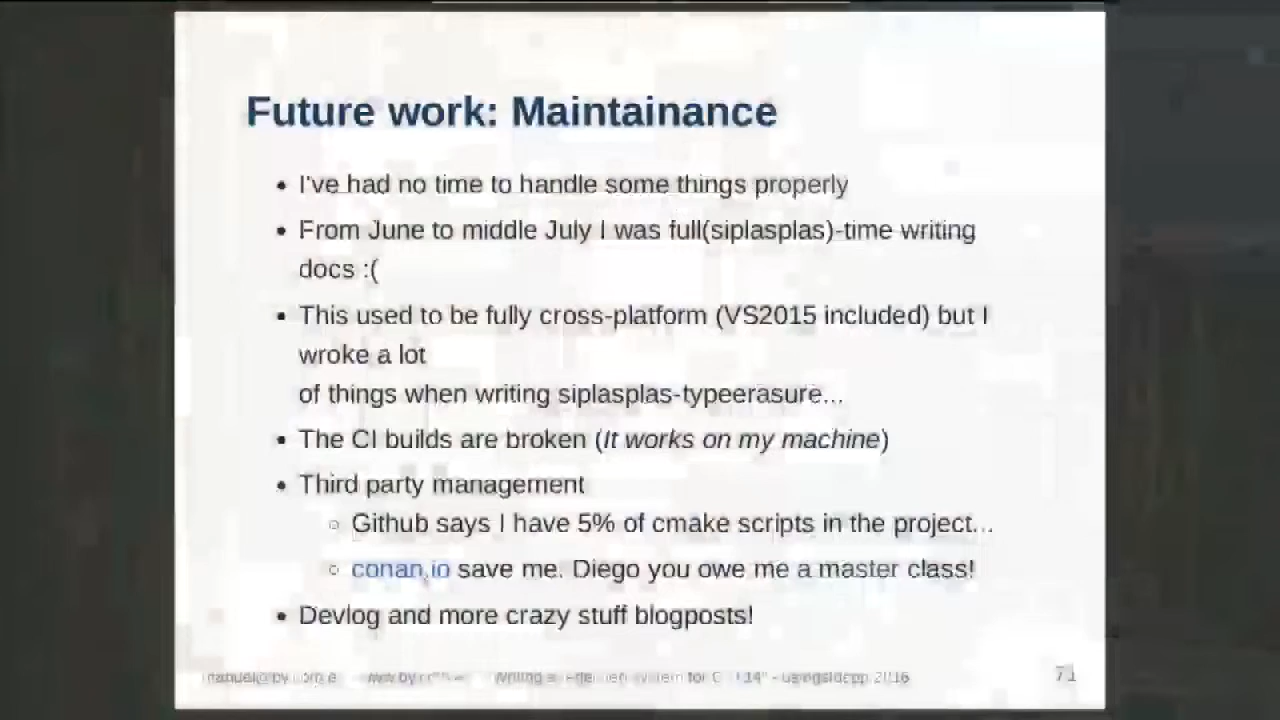 Future work: Maintainance
• I've had no time to handle some things properly
• From June to middle July I was full(siplasplas)-time writing
docs :(
• This used to be fully cross-platform (VS2015 included) but I
wroke a lot
of things when writing siplasplas-typeerasure...
• The CI builds are broken (It works on my machine)
• Third party management
○ Github says I have 5% of cmake scripts in the project...
○ conan.io save me. Diego you owe me a master class!
• Devlog and more crazy stuff blogposts!
system for 2016
71